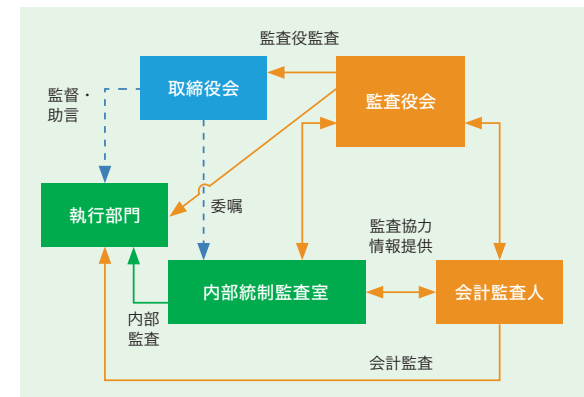 監査役監査
取締役会
監査役会
監督・
助言
執行部門
委嘱
監査協力
情報提供
内部統制監査室
会計監査人
内部
監査
会計監査